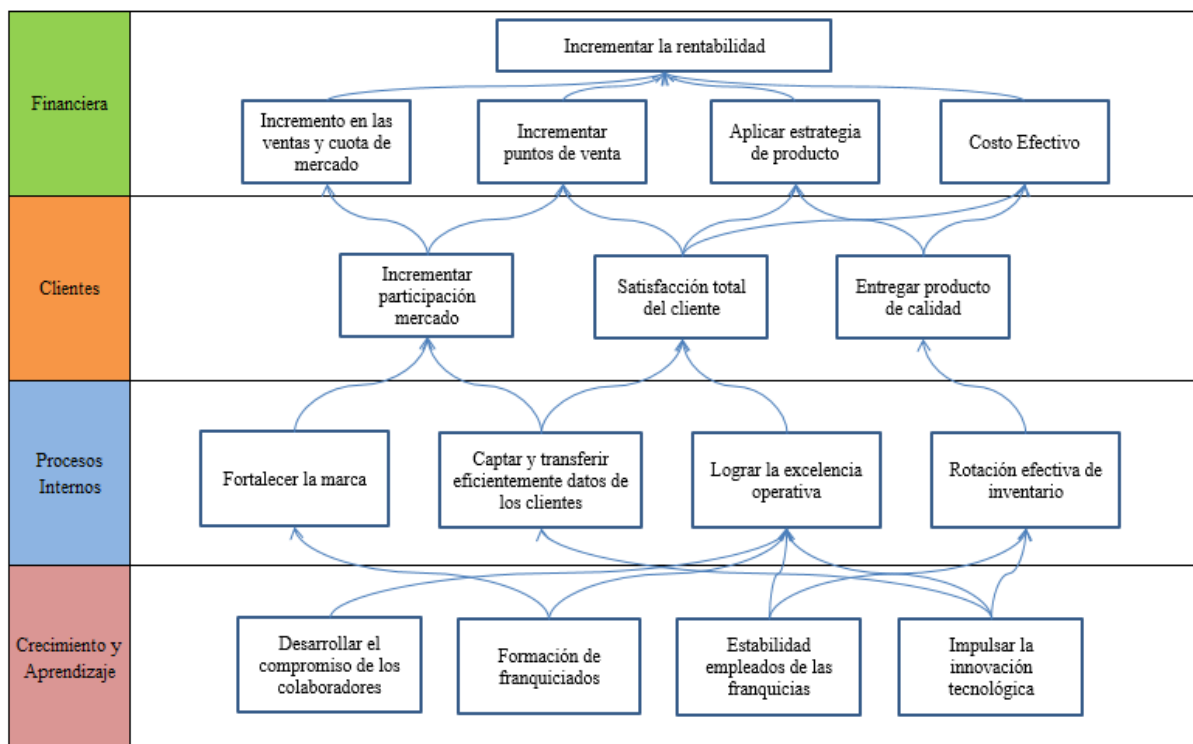 Financiera
Incrementar la rentabilidad
Incremento en las
ventas y cuota de
mercado
Incrementar
puntos de venta
Aplicar estrategia
de producto
Costo Efectivo
Clientes
Incrementar
participación
mercado
Satisfacción total
del cliente
Entregar producto
de calidad
Procesos
Internos
Fortalecer la marca
Captar y transferir
eficientemente datos de
los clientes
Lograr la excelencia
operativa
Rotación efectiva de
inventario
Crecimiento y
Aprendizaje
Desarrollar el
compromiso de los
colaboradores
Formación de
franquiciados
Estabilidad
empleados de las
franquicias
Impulsar la
innovación
tecnológica